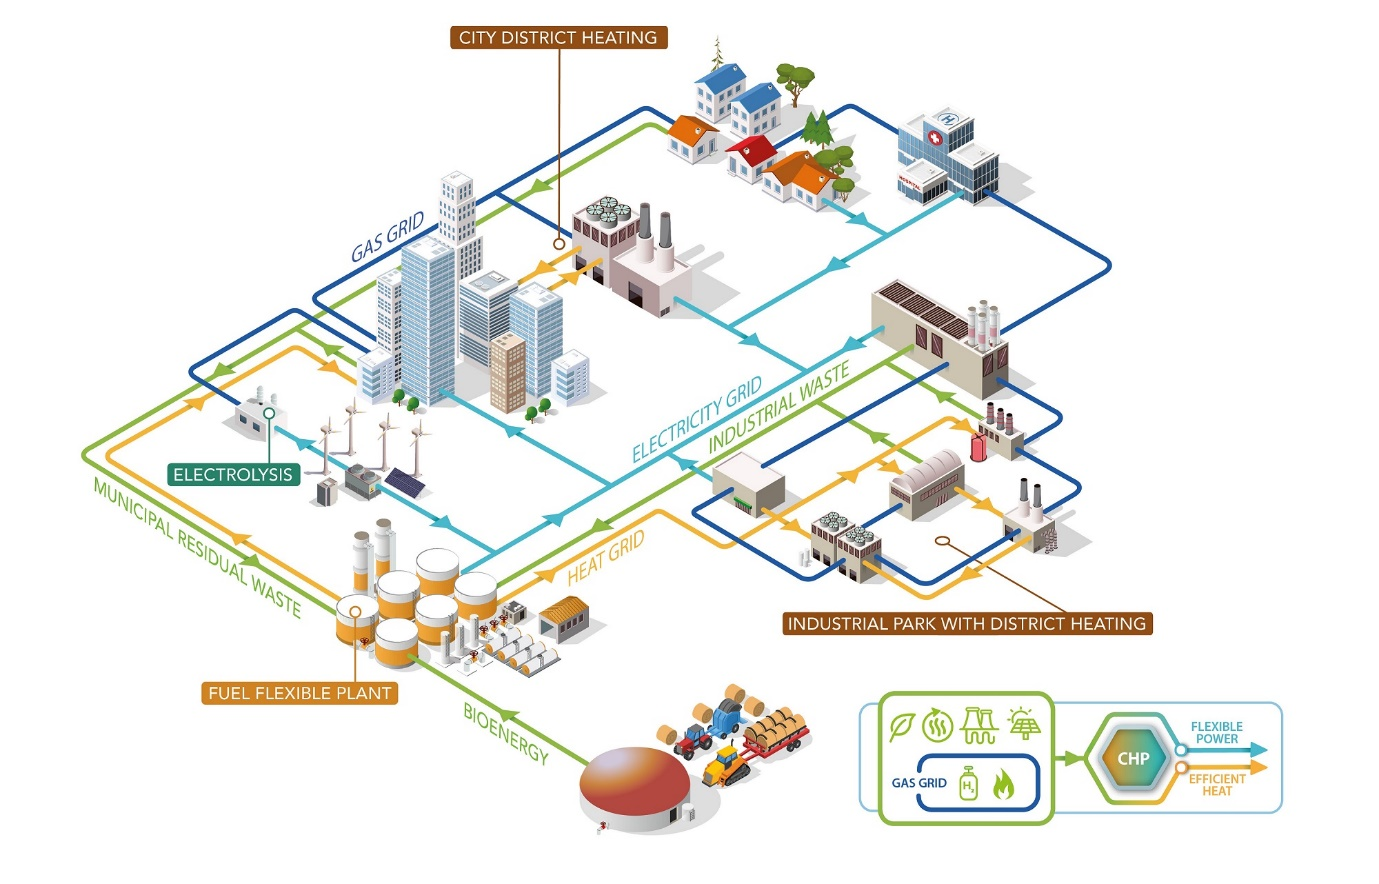 CITY DISTRICT HEATING
H
HOSPITAL
GAS GRID
ELECTRICITY GRID
INDUSTRIAL WASTE
ELECTROLYSIS
MUNICIPAL RESIDUAL WASTE
HEAT GRID
INDUSTRIAL PARK WITH DISTRICT HEATING
FUEL FLEXIBLE PLANT
BIOENERGY
GAS GRID
H₂
CHP
FLEXIBLE
POWER
EFFICIENT
HEAT